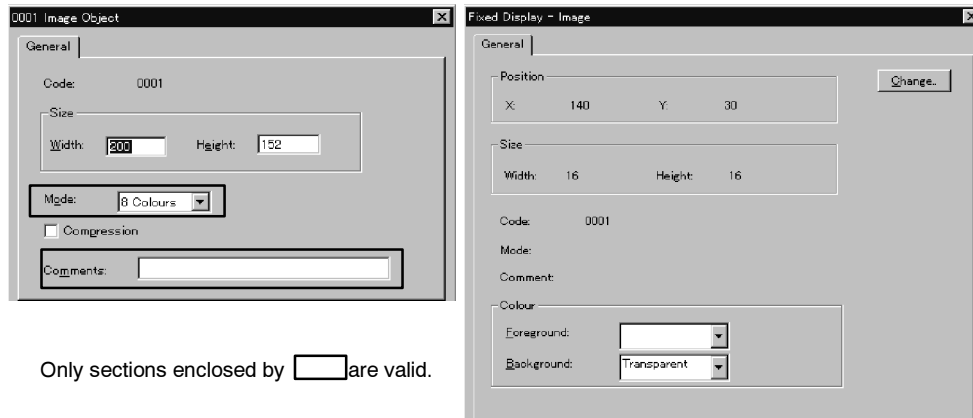 0001 Image Object
General
Code: 0001
Size
Width: 200 Height: 152
Mode: 8 Colours
Compression
Comments:
Only sections enclosed by are valid.
Fixed Display - Image
General
Position
X: 140 Y: 30
Change..
Size
Width: 16 Height: 16
Code: 0001
Mode:
Comment:
Colour
Foreground:
Background: Transparent